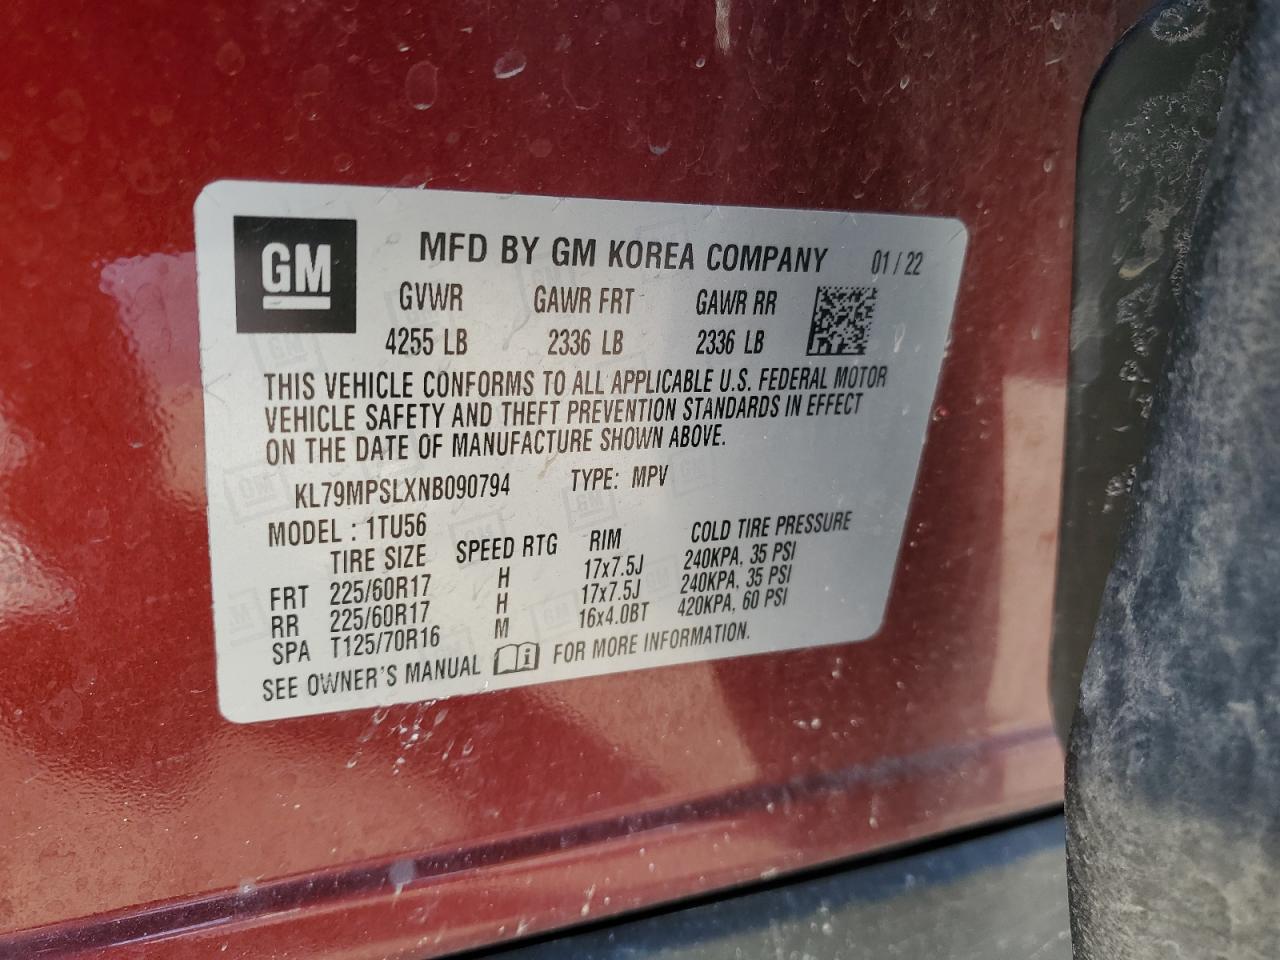 GM
MFD BY GM KOREA COMPANY 01/22
GVWR GAWR FRT GAWR RR
4255 LB 2336 LB 2336 LB
THIS VEHICLE CONFORMS TO ALL APPLICABLE U.S. FEDERAL MOTOR
VEHICLE SAFETY AND THEFT PREVENTION STANDARDS IN EFFECT
ON THE DATE OF MANUFACTURE SHOWN ABOVE.
KL79MPSLXNB090794 TYPE: MPV
MODEL : 1TU56
TIRE SIZE SPEED RTG RIM COLD TIRE PRESSURE
FRT 225/60R17 H 17x7.5J 240KPA, 35 PSI
RR 225/60R17 H 17x7.5J 240KPA, 35 PSI
SPA T125/70R16 M 16x4.0BT 420KPA, 60 PSI
SEE OWNER'S MANUAL i FOR MORE INFORMATION.